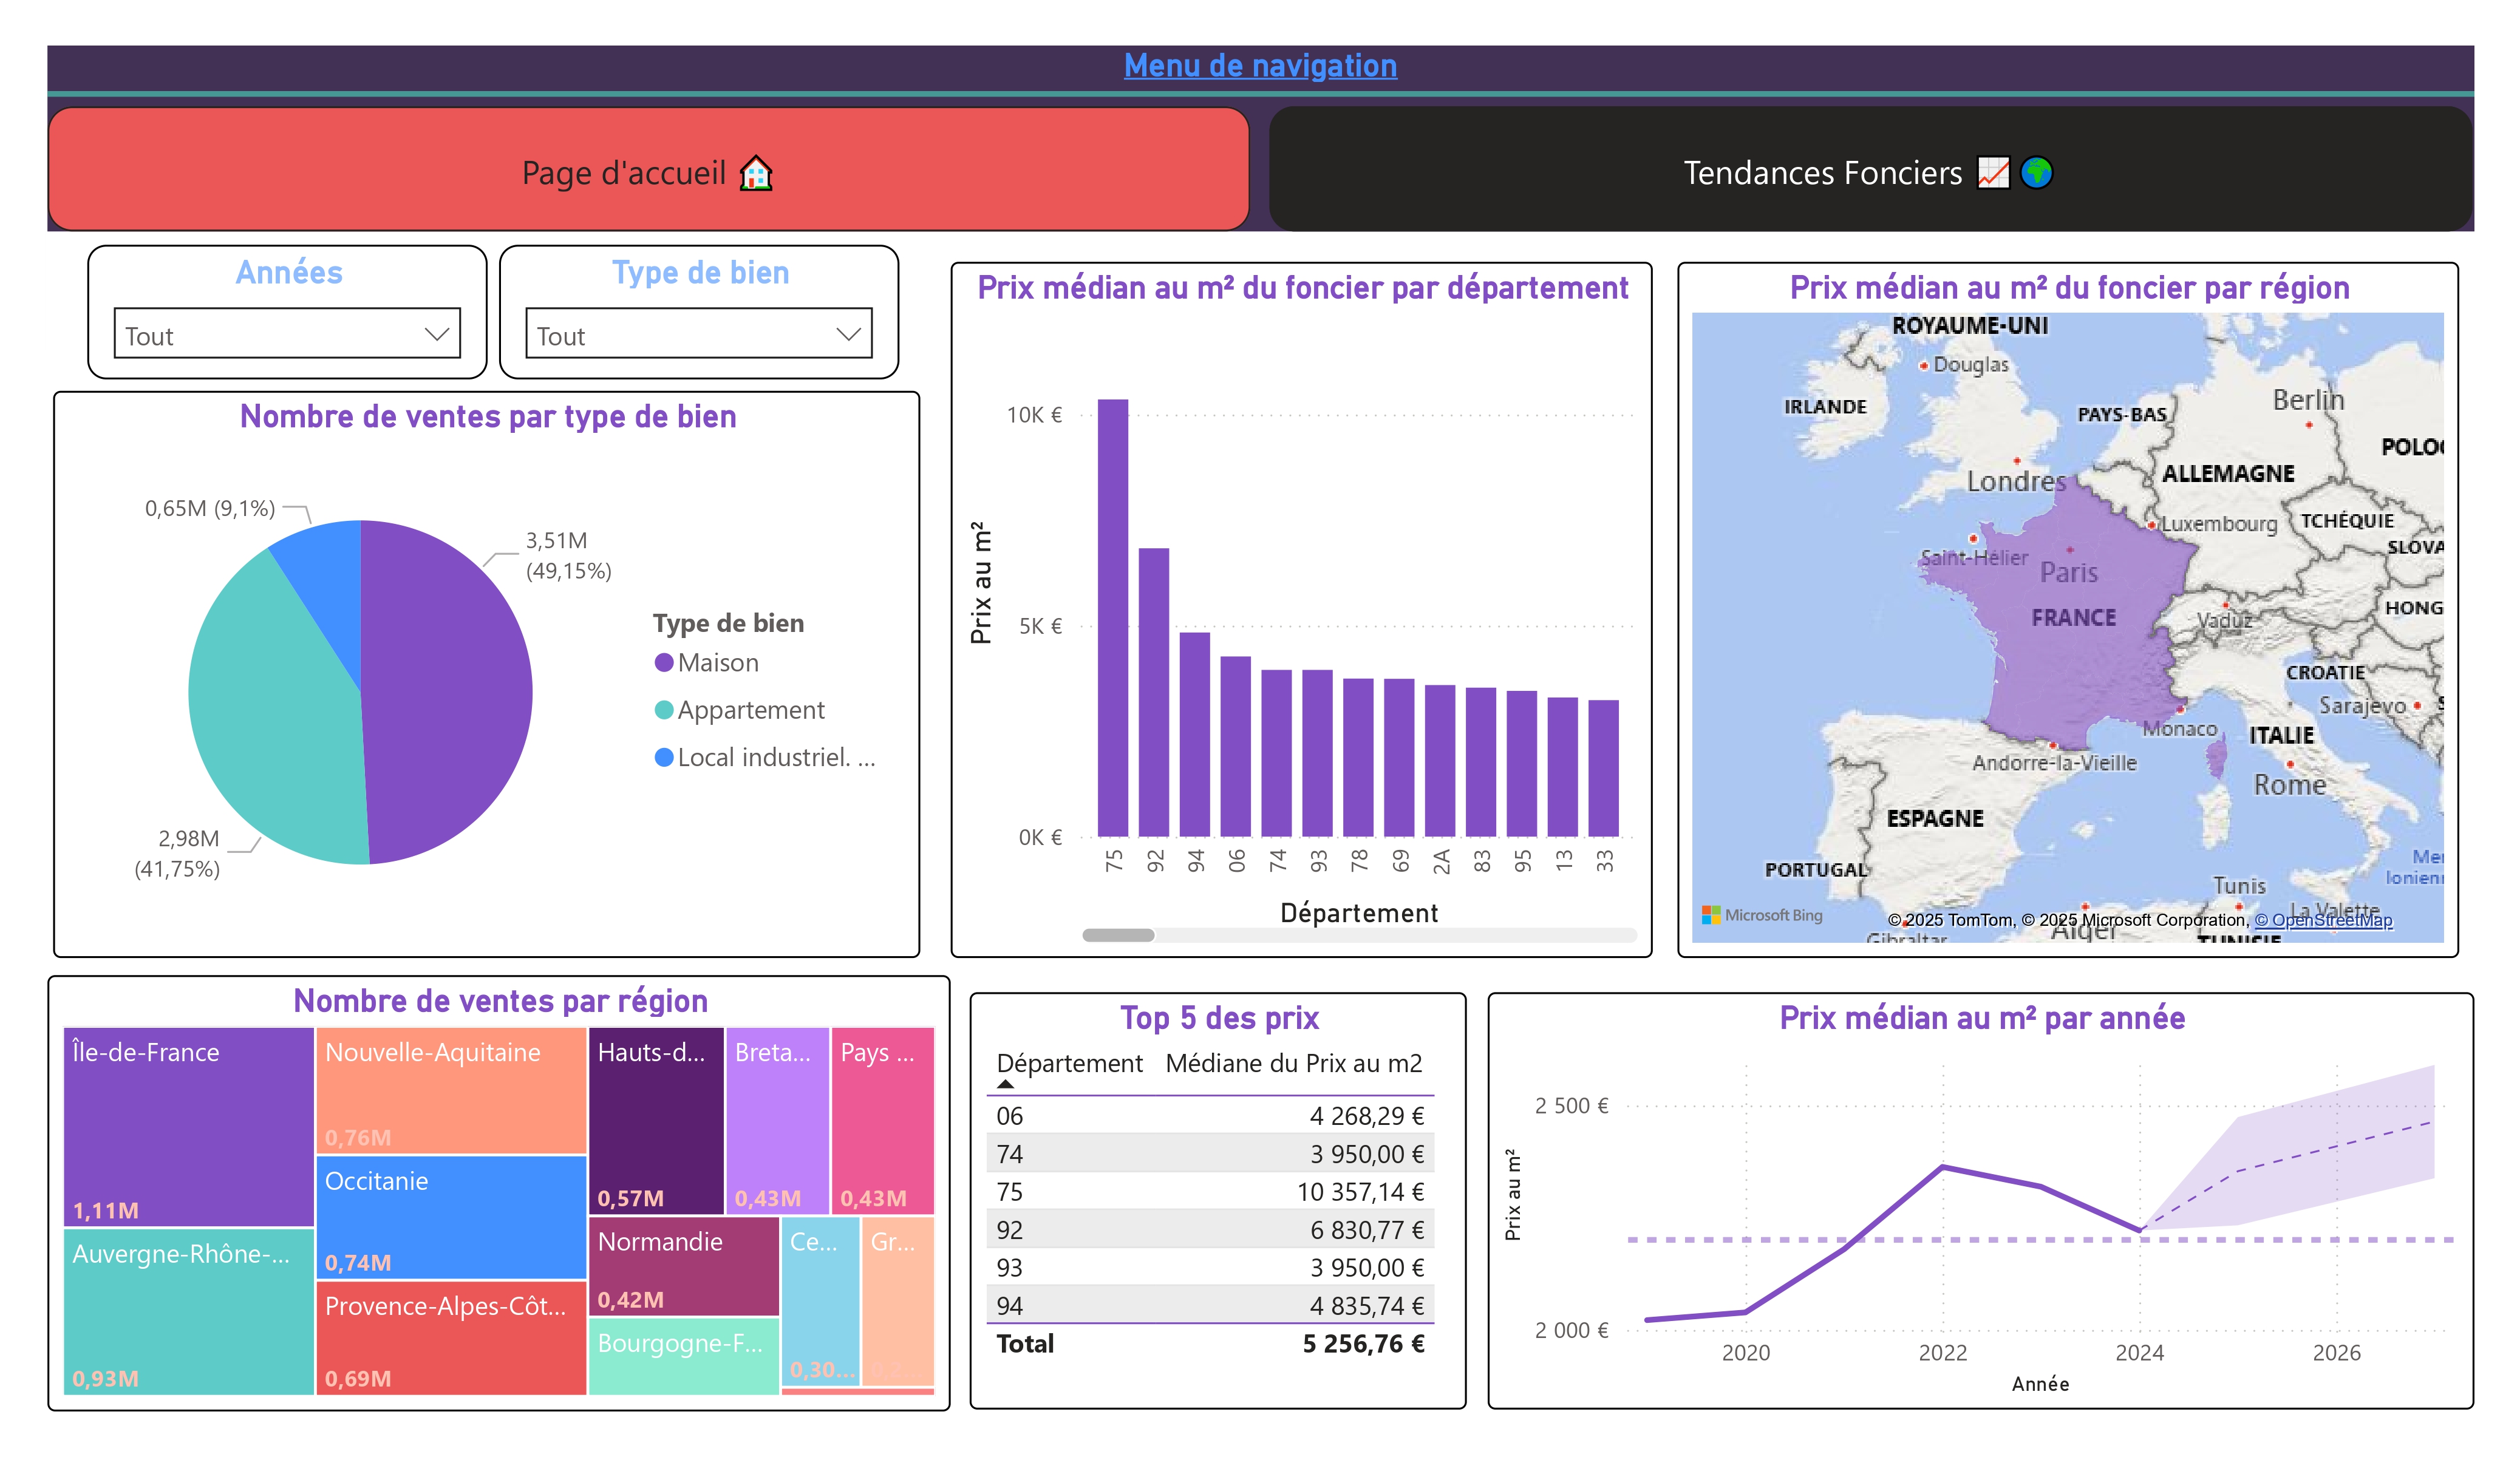 Menu de navigation
Page d'accueil
Tendances Fonciers
Années
Tout
Type de bien
Tout
Nombre de ventes par type de bien
0,65M (9,1%)
3,51M
(49,15%)
2,98M
(41,75%)
Type de bien
Maison
Appartement
Local industriel. ...
Prix médian au m² du foncier par département
Prix au m²
10K €
5K €
0K €
75
92
94
06
74
93
78
69
2A
83
95
13
33
Département
Prix médian au m² du foncier par région
ROYAUME-UNI
Douglas
IRLANDE
PAYS-BAS
Berlin
POLO
Londres
ALLEMAGNE
Luxembourg
TCHÉQUIE
SLOVA
Saint-Hélier
Paris
FRANCE
Vaduz
HONG
CROATIE
Sarajevo
Monaco
ITALIE
Andorre-la-Vieille
Rome
ESPAGNE
PORTUGAL
Mer
Ionien
Tunis
La Valette
Microsoft Bing
© 2025 TomTom, © 2025 Microsoft Corporation, © OpenStreetMap
Gibraltar
Alger
TUNISIE
Nombre de ventes par région
Île-de-France
1,11M
Auvergne-Rhône-...
0,93M
Nouvelle-Aquitaine
0,76M
Occitanie
0,74M
Provence-Alpes-Côt...
0,69M
Hauts-d...
0,57M
Breta...
0,43M
Pays ...
0,43M
Normandie
0,42M
Bourgogne-F...
Ce...
0,30...
Gr...
Top 5 des prix
Département Médiane du Prix au m2
06 4 268,29 €
74 3 950,00 €
75 10 357,14 €
92 6 830,77 €
93 3 950,00 €
94 4 835,74 €
Total 5 256,76 €
Prix médian au m² par année
Prix au m²
2 500 €
2 000 €
2020
2022
2024
2026
Année